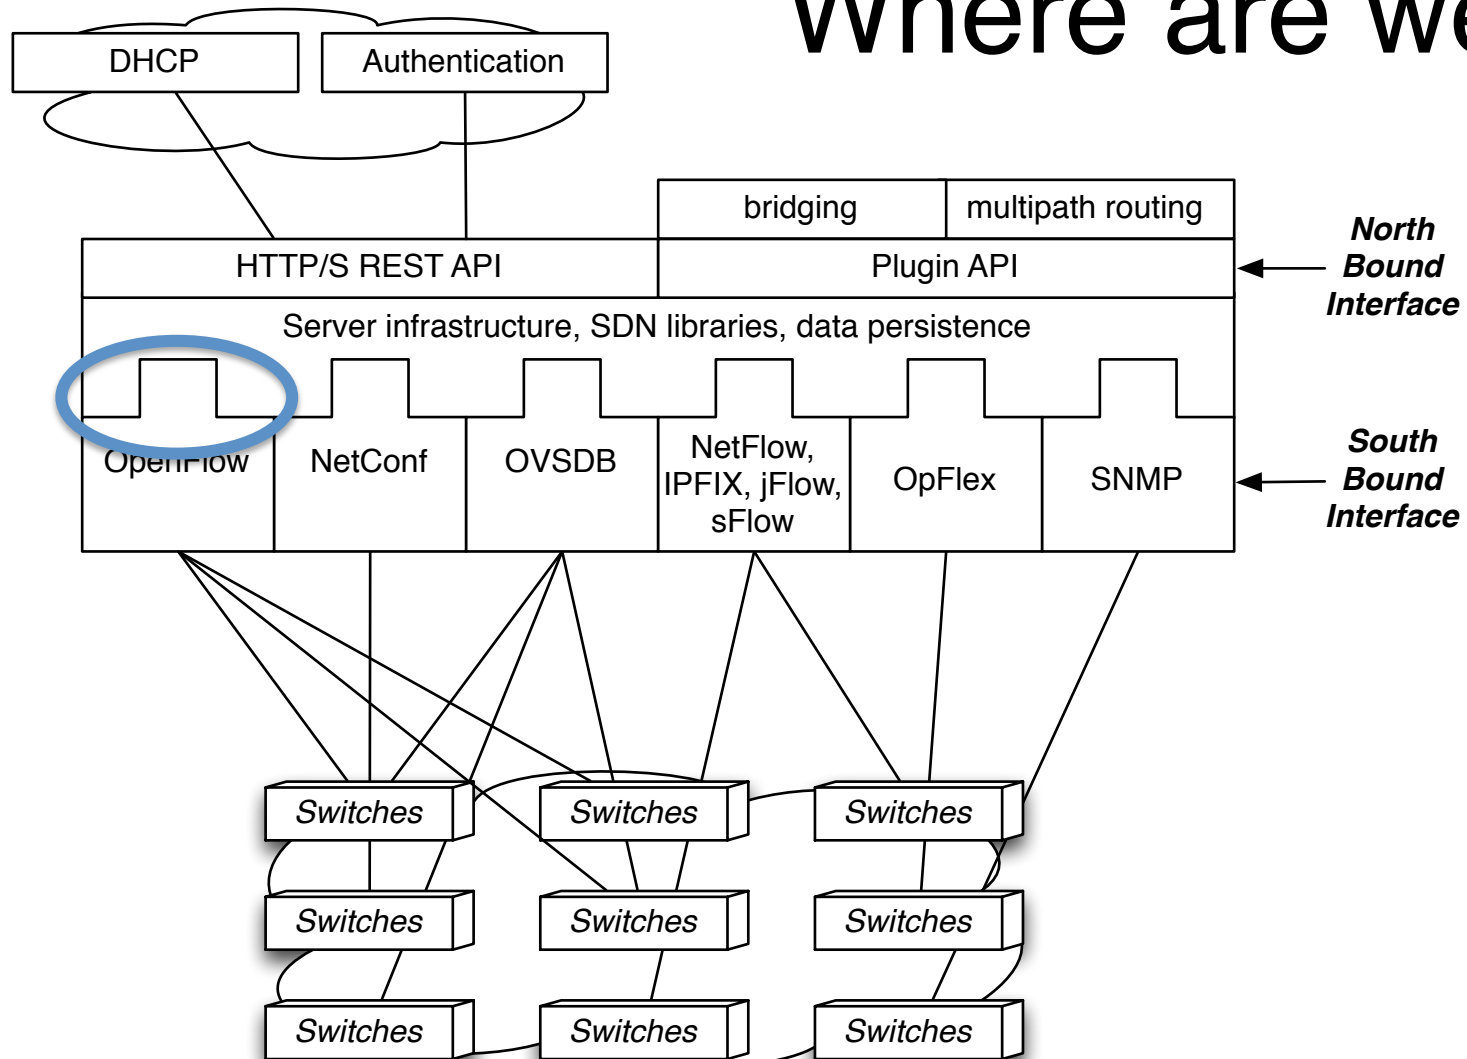 Where are we
DHCP
Authentication
bridging
multipath routing
HTTP/S REST API
Plugin API
North
Bound
Interface
Server infrastructure, SDN libraries, data persistence
OpenFlow
NetConf
OVSDB
NetFlow,
IPFIX, jFlow,
sFlow
OpFlex
SNMP
South
Bound
Interface
Switches
Switches
Switches
Switches
Switches
Switches
Switches
Switches
Switches